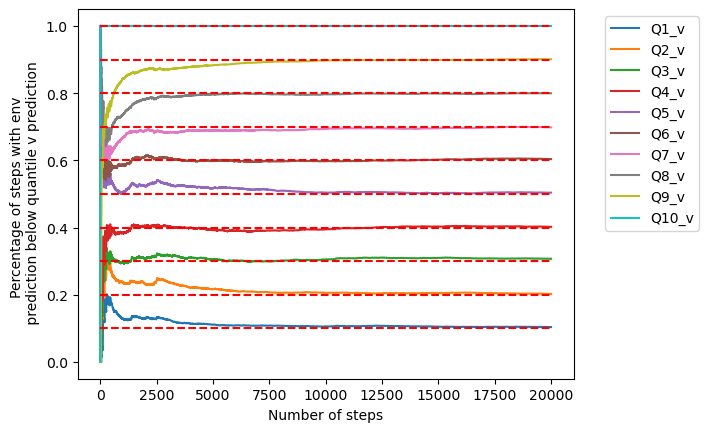 Percentage of steps with env
prediction below quantile v prediction
1.0
0.8
0.6
0.4
0.2
0.0
0
2500
5000
7500
10000
12500
15000
17500
20000
Number of steps
Q1_v
Q2_v
Q3_v
Q4_v
Q5_v
Q6_v
Q7_v
Q8_v
Q9_v
Q10_v